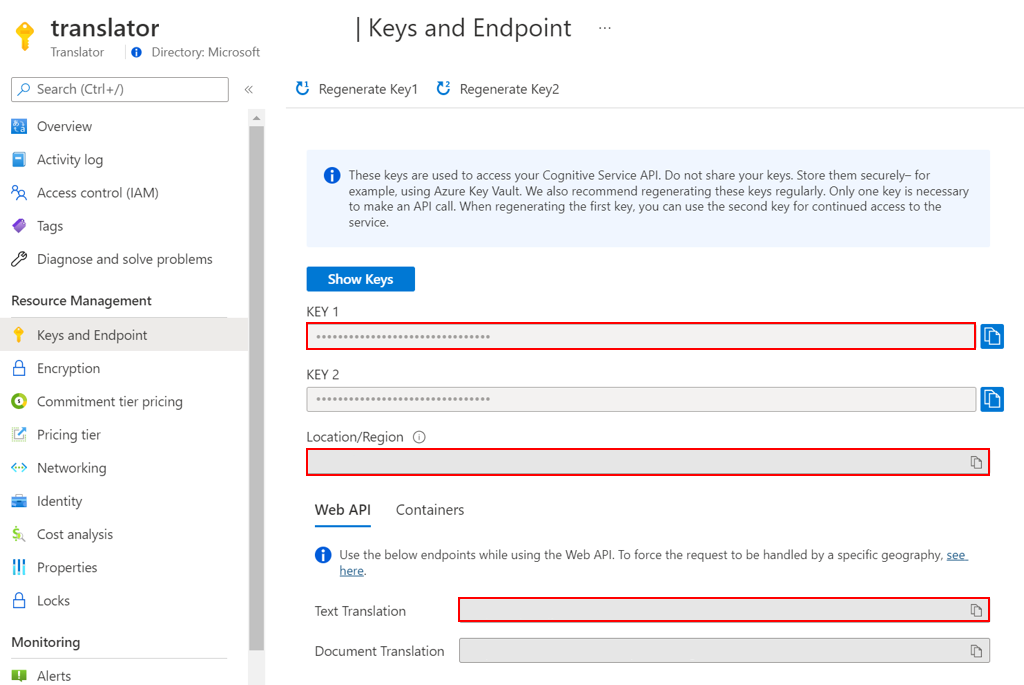 translator
Translator
Directory: Microsoft
| Keys and Endpoint ...
Search (Ctrl+/)
«
Overview
Activity log
Access control (IAM)
Tags
Diagnose and solve problems
Resource Management
Keys and Endpoint
Encryption
Commitment tier pricing
Pricing tier
Networking
Identity
Cost analysis
Properties
Locks
Monitoring
Alerts
Regenerate Key1
Regenerate Key2
These keys are used to access your Cognitive Service API. Do not share your keys. Store them securely– for
example, using Azure Key Vault. We also recommend regenerating these keys regularly. Only one key is necessary
to make an API call. When regenerating the first key, you can use the second key for continued access to the
service.
Show Keys
KEY 1
••••••••••••••••••••••••••••••••
KEY 2
••••••••••••••••••••••••••••••••
Location/Region
Web API
Containers
Use the below endpoints while using the Web API. To force the request to be handled by a specific geography, see
here.
Text Translation
Document Translation